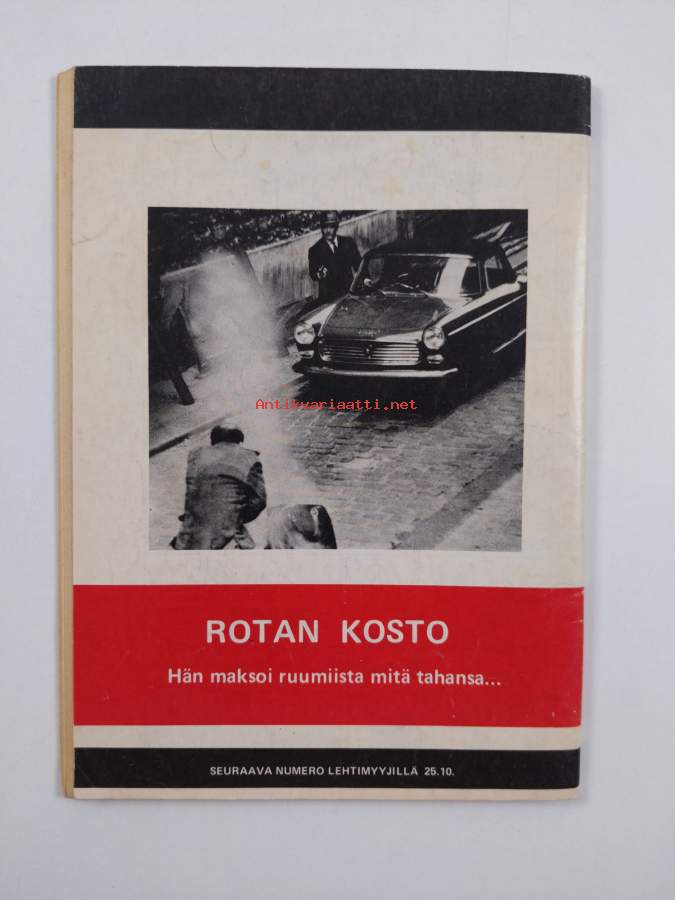 Antikvariaatti.net
ROTAN KOSTO
Hän maksoi ruumiista mitä tahansa...
SEURAAVA NUMERO LEHTIMYYJILLÄ 25.10.